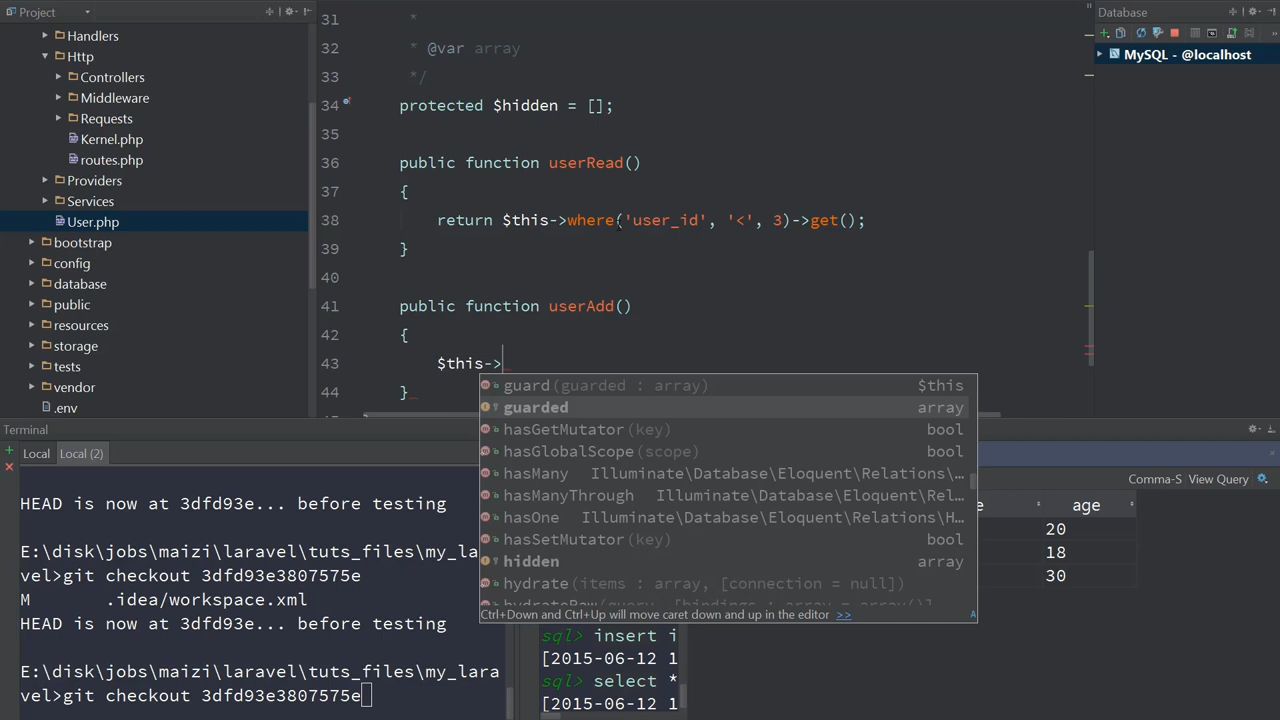 Project
Handlers
Http
Controllers
Middleware
Requests
Kernel.php
routes.php
Providers
Services
User.php
bootstrap
config
database
public
resources
storage
tests
vendor
.env
31 *
32 * @var array
33 */
34 protected $hidden = [];
35
36 public function userRead()
37 {
38 return $this->where('user_id', '<', 3)->get();
39 }
40
41 public function userAdd()
42 {
43 $this->
44 }
guard(guarded : array) $this
guarded array
hasGetMutator(key) bool
hasGlobalScope(scope) bool
hasMany Illuminate\Database\Eloquent\Relations\…
hasManyThrough Illuminate\Database\Eloquent\Rel…
hasOne Illuminate\Database\Eloquent\Relations\H…
hasSetMutator(key) bool
hidden array
hydrate(items : array, [connection = null])
hydrateRaw(query, [bindings : array = array()]
Ctrl+Down and Ctrl+Up will move caret down and up in the editor >>
Database
MySQL - @localhost
Terminal
Local Local (2)
HEAD is now at 3dfd93e... before testing
E:\disk\jobs\maizi\laravel\tuts_files\my_la
vel>git checkout 3dfd93e3807575e
M .idea/workspace.xml
HEAD is now at 3dfd93e... before testing
E:\disk\jobs\maizi\laravel\tuts_files\my_lara
vel>git checkout 3dfd93e3807575e
sql> insert i
[2015-06-12 1
sql> select *
[2015-06-12 1
Comma-S View Query
e age
20
18
30